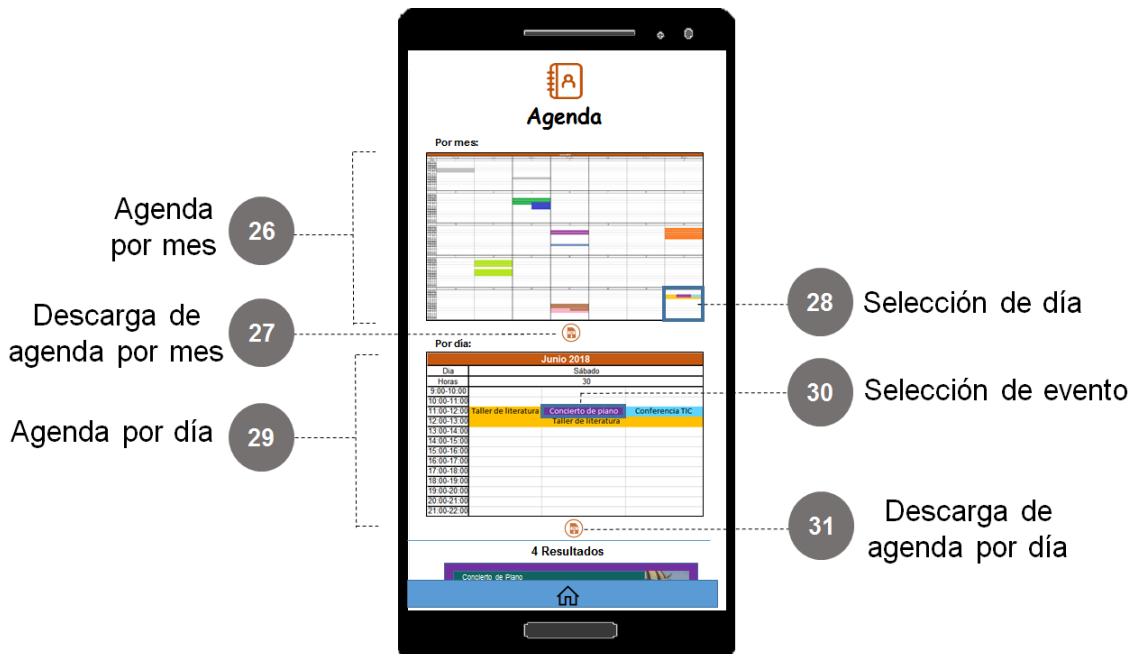 Agenda
Por mes:
Agenda
por mes
26
Descarga de
agenda por mes
27
28
Selección de día
Por día:
Junio 2018
Dia
Sábado
Horas
30
9:00-10:00
10:00-11:00
11:00-12:00 Taller de literatura Concierto de piano Conferencia TIC
12:00-13:00 Taller de literatura
13:00-14:00
14:00-15:00
15:00-16:00
16:00-17:00
17:00-18:00
18:00-19:00
19:00-20:00
20:00-21:00
21:00-22:00
30
Selección de evento
Agenda por día
29
31
Descarga de
agenda por día
4 Resultados
Concierto de Piano